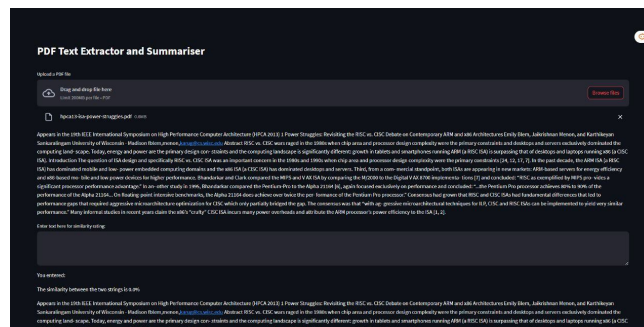 PDF Text Extractor and Summariser
Upload a PDF file
Drag and drop file here
Limit 200MB per file • PDF
Browse files
hpca13-isa-power-struggles.pdf 0.8MB
Appears in the 19th IEEE International Symposium on High Performance Computer Architecture (HPCA 2013) 1 Power Struggles: Revisiting the RISC vs. CISC Debate on Contemporary ARM and x86 Architectures Emily Blem, Jaikrishnan Menon, and Karthikeyan
Sankaralingam University of Wisconsin - Madison Abstract RISC vs. CISC wars raged in the 1980s when chip area and processor design complexity were the primary constraints and desktops and servers exclusively dominated the
computing land- scape. Today, energy and power are the primary design con- straints and the computing landscape is significantly different: growth in tablets and smartphones running ARM (a RISC ISA) is surpassing that of desktops and laptops running x86 (a CISC
ISA). Introduction The question of ISA design and specifically RISC vs. CISC ISA was an important concern in the 1980s and 1990s when chip area and processor design complexity were the primary constraints [24, 12, 17, 7]. In the past decade, the ARM ISA (a RISC
ISA) has dominated mobile and low- power embedded computing domains and the x86 ISA (a CISC ISA) has dominated desktops and servers. Third, from a com- mercial standpoint, both ISAs are appearing in new markets: ARM-based servers for energy efficiency
and x86-based mo- bile and low power devices for higher performance. Bhandarkar and Clark compared the MIPS and VAX ISA by comparing the M/2000 to the Digital VAX 8700 implementa- tions [7] and concluded: "RISC as exemplified by MIPS pro- vides a
significant processor performance advantage." In an- other study in 1995, Bhandarkar compared the Pentium-Pro to the Alpha 21164 [6], again focused exclusively on performance and concluded: "...the Pentium Pro processor achieves 80% to 90% of the
performance of the Alpha 21164... On floating point intensive benchmarks, the Alpha 21164 does achieve over twice the per- formance of the Pentium Pro processor." Consensus had grown that RISC and CISC ISAs had fundamental differences that led to
performance gaps that required aggressive microarchitecture optimization for CISC which only partially bridged the gap. The consensus was that "with ag- gressive microarchitectural techniques for ILP, CISC and RISC ISAs can be implemented to yield very similar
performance." Many informal studies in recent years claim the x86's "crufty" CISC ISA incurs many power overheads and attribute the ARM processor's power efficiency to the ISA [1, 2].
Enter text here for similarity rating:
You entered:
The similarity between the two strings is 0.0%
Appears in the 19th IEEE International Symposium on High Performance Computer Architecture (HPCA 2013) 1 Power Struggles: Revisiting the RISC vs. CISC Debate on Contemporary ARM and x86 Architectures Emily Blem, Jaikrishnan Menon, and Karthikeyan
Sankaralingam University of Wisconsin - Madison Abstract RISC vs. CISC wars raged in the 1980s when chip area and processor design complexity were the primary constraints and desktops and servers exclusively dominated the
computing land- scape. Today, energy and power are the primary design con- straints and the computing landscape is significantly different: growth in tablets and smartphones running ARM (a RISC ISA) is surpassing that of desktops and laptops running x86 (a CISC